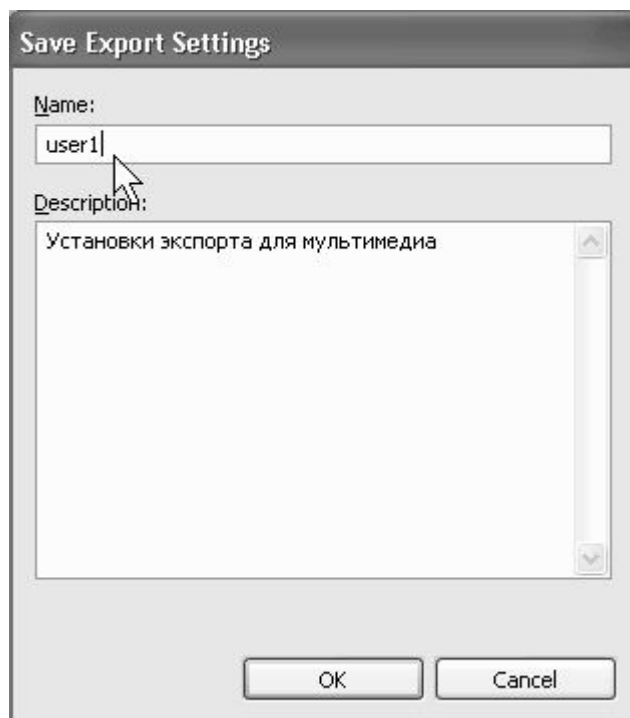 Save Export Settings
Name:
user1
Description:
Установки экспорта для мультимедиа
OK
Cancel